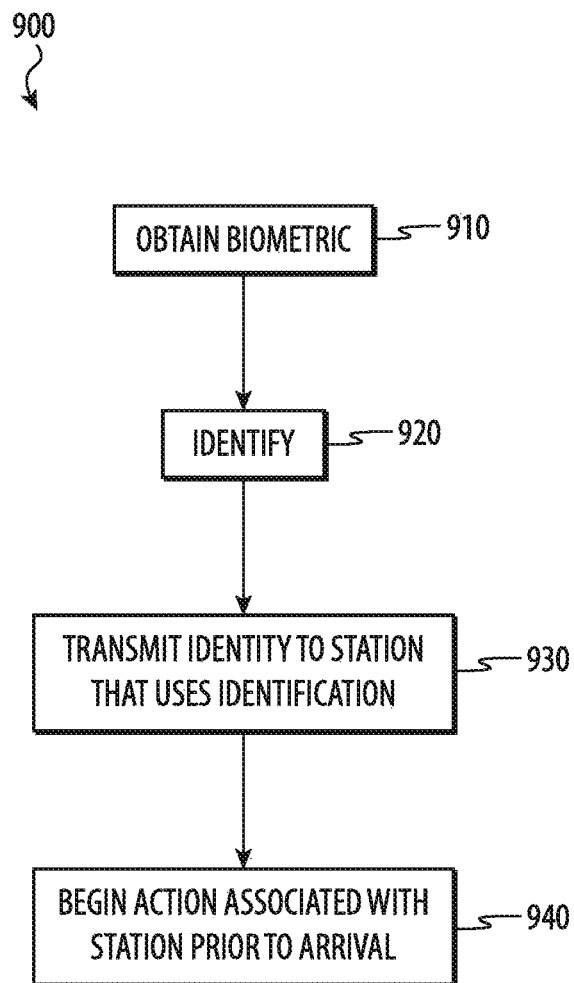 900
OBTAIN BIOMETRIC
910
IDENTIFY
920
TRANSMIT IDENTITY TO STATION
THAT USES IDENTIFICATION
930
BEGIN ACTION ASSOCIATED WITH
STATION PRIOR TO ARRIVAL
940